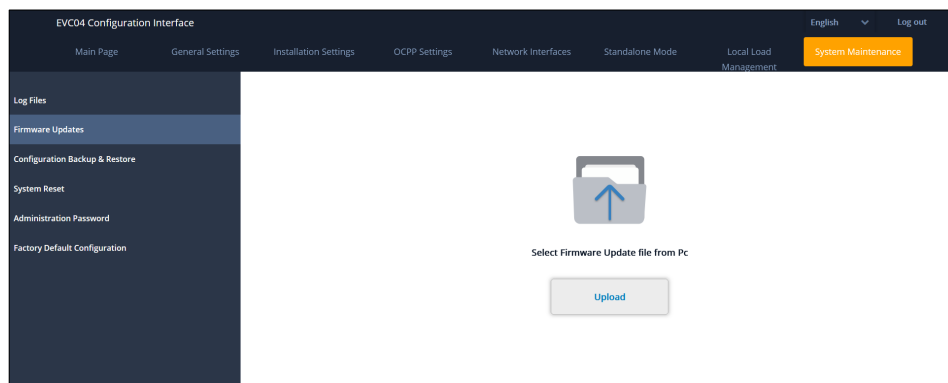 EVC04 Configuration Interface
English
Log out
Main Page
General Settings
Installation Settings
OCPP Settings
Network Interfaces
Standalone Mode
Local Load
Management
System Maintenance
Log Files
Firmware Updates
Configuration Backup & Restore
System Reset
Administration Password
Factory Default Configuration
Select Firmware Update file from Pc
Upload